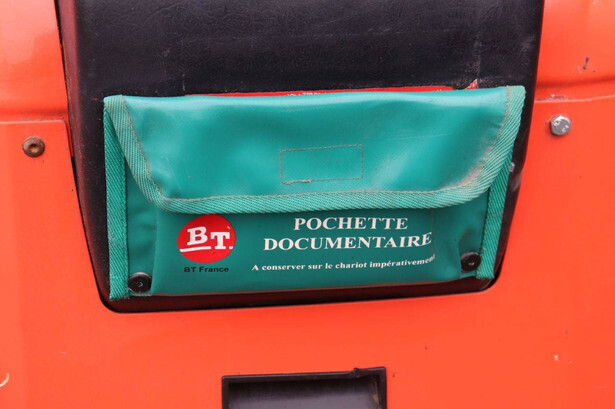 POCHETTE
DOCUMENTAIRE
BT
BT France
A conserver sur le chariot impérativement